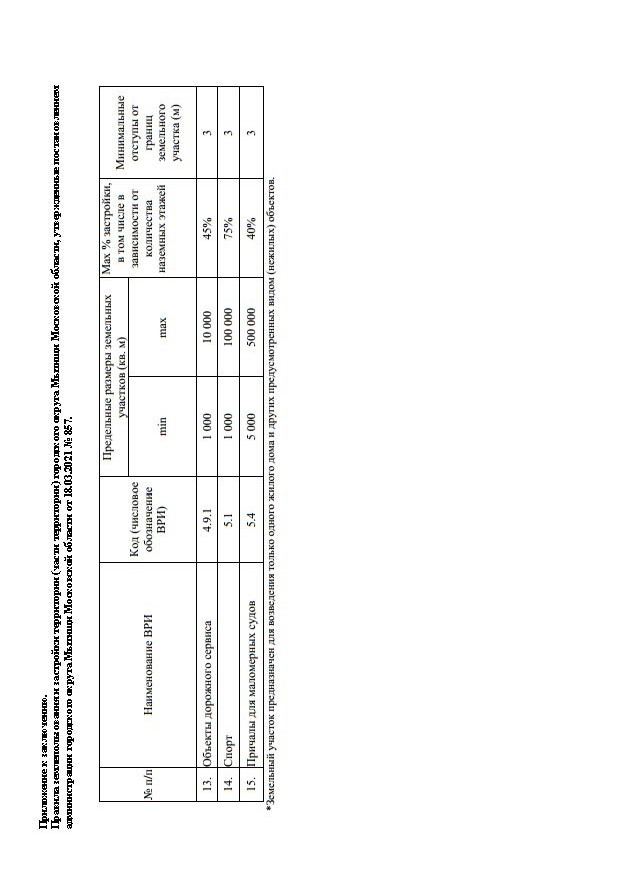 Приложение к заключению.
Правила землепользования и застройки территории (части территории) городского округа Мытищи Московской области, утвержденные постановлением
администрации городского округа Мытищи Московской области от 18.03.2021 № 857.
№ п/п
Наименование ВРИ
Код (числовое
обозначение
ВРИ)
Предельные размеры земельных
участков (кв. м)
min
max
Max % застройки,
в том числе в
зависимости от
количества
наземных этажей
Минимальные
отступы от
границ
земельного
участка (м)
13. Объекты дорожного сервиса 4.9.1 1 000 10 000 45% 3
14. Спорт 5.1 1 000 100 000 75% 3
15. Причалы для маломерных судов 5.4 5 000 500 000 40% 3
*Земельный участок предназначен для возведения только одного жилого дома и других предусмотренных видом (нежилых) объектов.